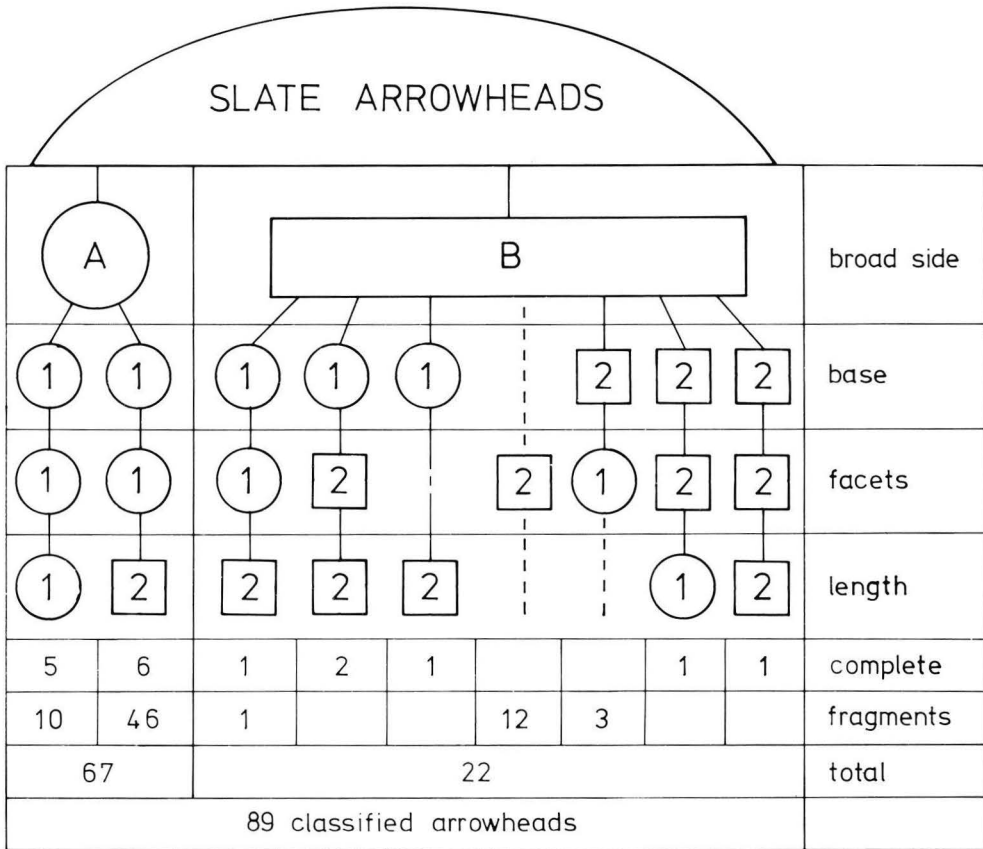 SLATE ARROWHEADS
A B broad side
1 1 1 1 1 2 2 2 base
1 1 1 2 2 1 2 2 facets
1 2 2 2 2 1 2 length
5 6 1 2 1 1 1 complete
10 46 1 12 3 fragments
67 22 total
89 classified arrowheads